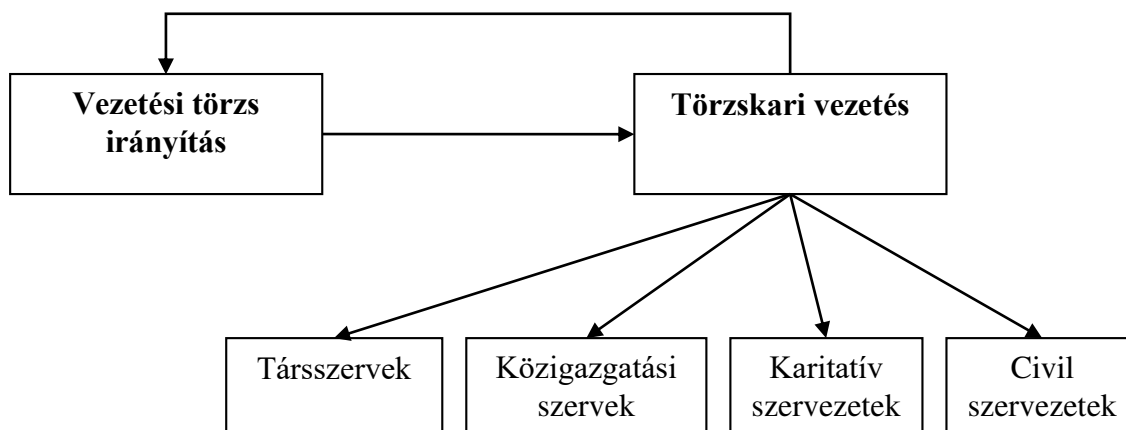 Vezetési törzs
irányítás
Törzskari vezetés
Társszervek
Közigazgatási
szervek
Karitatív
szervezetek
Civil
szervezetek